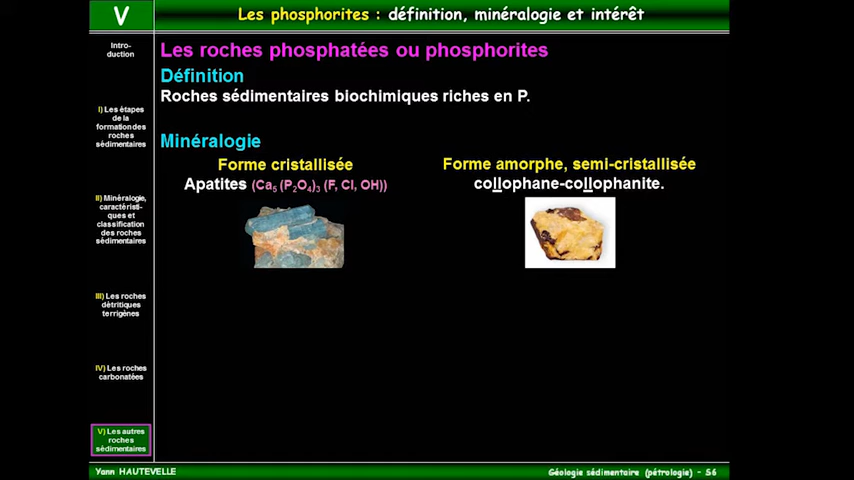 V
Les phosphorites : définition, minéralogie et intérêt
Intro-
duction
I) Les étapes
de la
formation des
roches
sédimentaires
II) Minéralogie,
caractéristi-
ques et
classification
des roches
sédimentaires
III) Les roches
détritiques
terrigènes
IV) Les roches
carbonatées
V) Les autres
roches
sédimentaires
Les roches phosphatées ou phosphorites
Définition
Roches sédimentaires biochimiques riches en P.
Minéralogie
Forme cristallisée
Apatites (Ca5 (P2O4)3 (F, Cl, OH))
Forme amorphe, semi-cristallisée
collophane-collophanite.
Yann HAUTEVELLE
Géologie sédimentaire (pétrologie) - 56